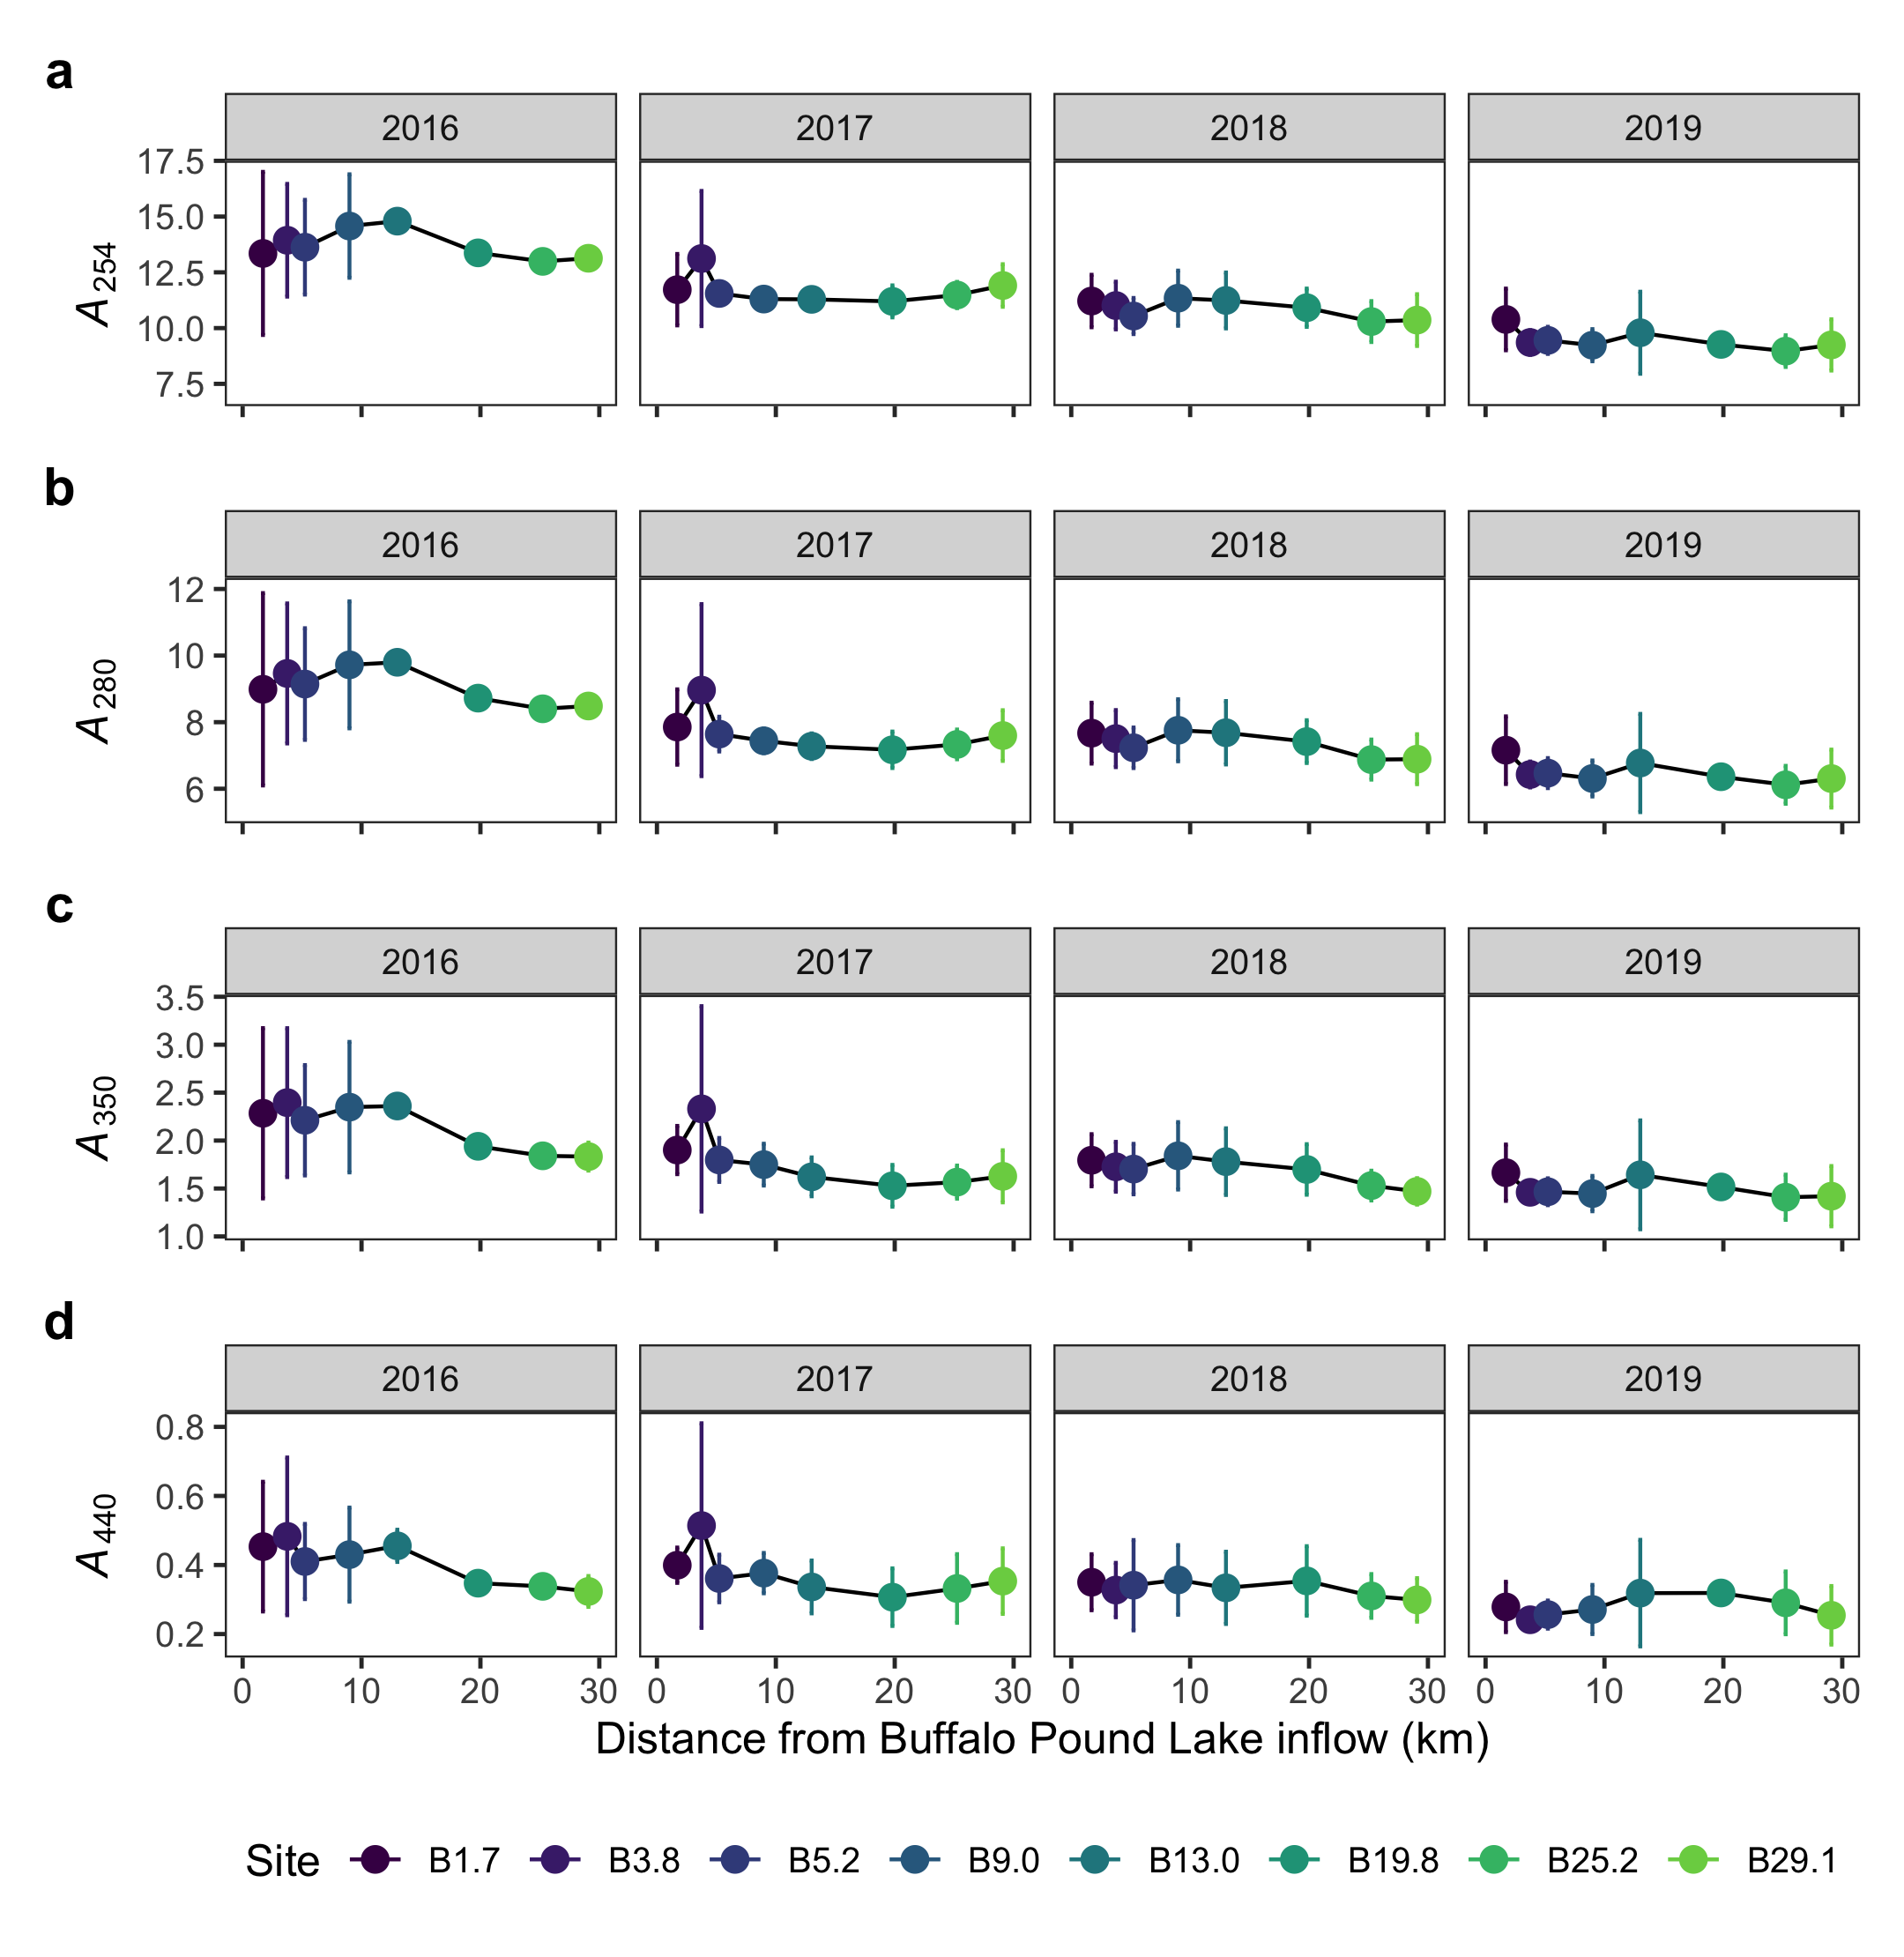 a
2016 2017 2018 2019
17.5
15.0
12.5
10.0
7.5
A254
b
2016 2017 2018 2019
12
10
8
6
A280
c
2016 2017 2018 2019
3.5
3.0
2.5
2.0
1.5
1.0
A350
d
2016 2017 2018 2019
0.8
0.6
0.4
0.2
A440
0 10 20 30 0 10 20 30 0 10 20 30 0 10 20 30
Distance from Buffalo Pound Lake inflow (km)
Site B1.7 B3.8 B5.2 B9.0 B13.0 B19.8 B25.2 B29.1